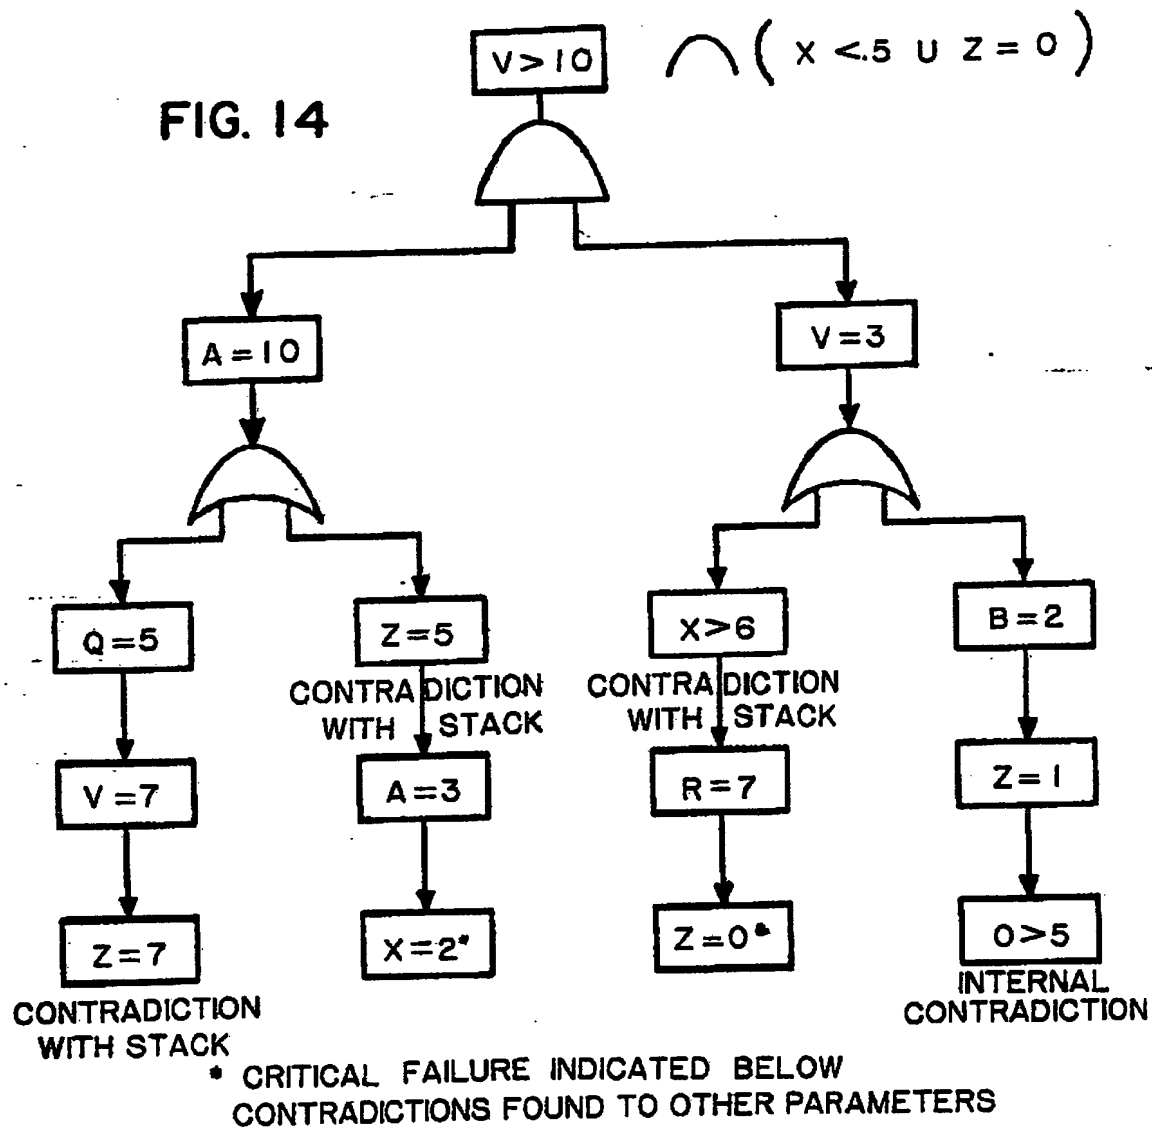 V>10 ⌒ ( X <.5 U Z = 0 )
FIG. 14
A=10
V=3
Q=5
Z=5
X>6
B=2
CONTRADICTION
WITH STACK
CONTRADICTION
WITH STACK
V=7
A=3
R=7
Z=1
Z=7
X=2*
Z=0*
0>5
CONTRADICTION
WITH STACK
INTERNAL
CONTRADICTION
* CRITICAL FAILURE INDICATED BELOW
CONTRADICTIONS FOUND TO OTHER PARAMETERS